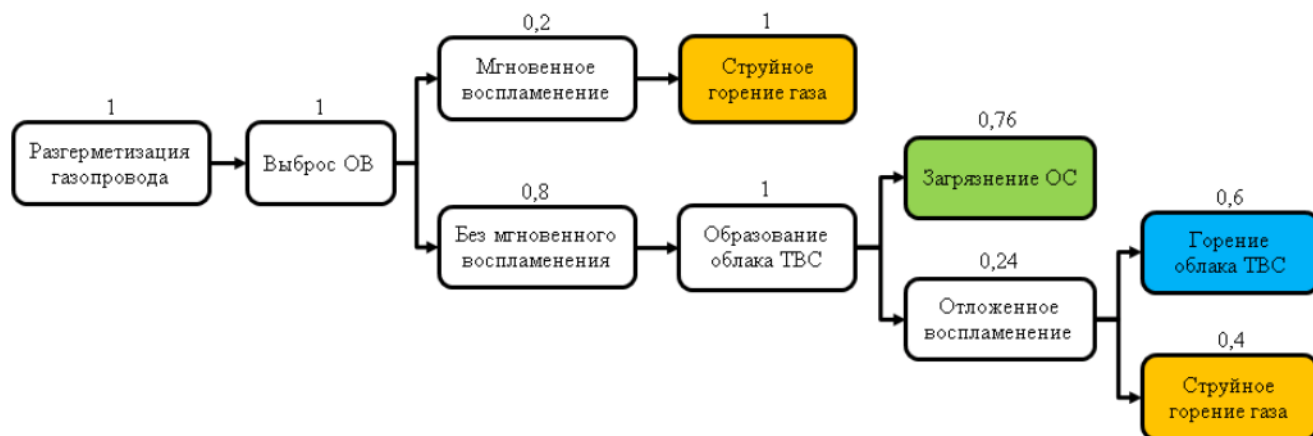 0,2
Мгновенное
воспламенение
1
Струйное
горение газа
1
Разгерметизация
газопровода
1
Выброс ОВ
0,76
Загрязнение ОС
0,8
Без мгновенного
воспламенения
1
Образование
облака ТВС
0,6
Горение
облака ТВС
0,24
Отложенное
воспламенение
0,4
Струйное
горение газа